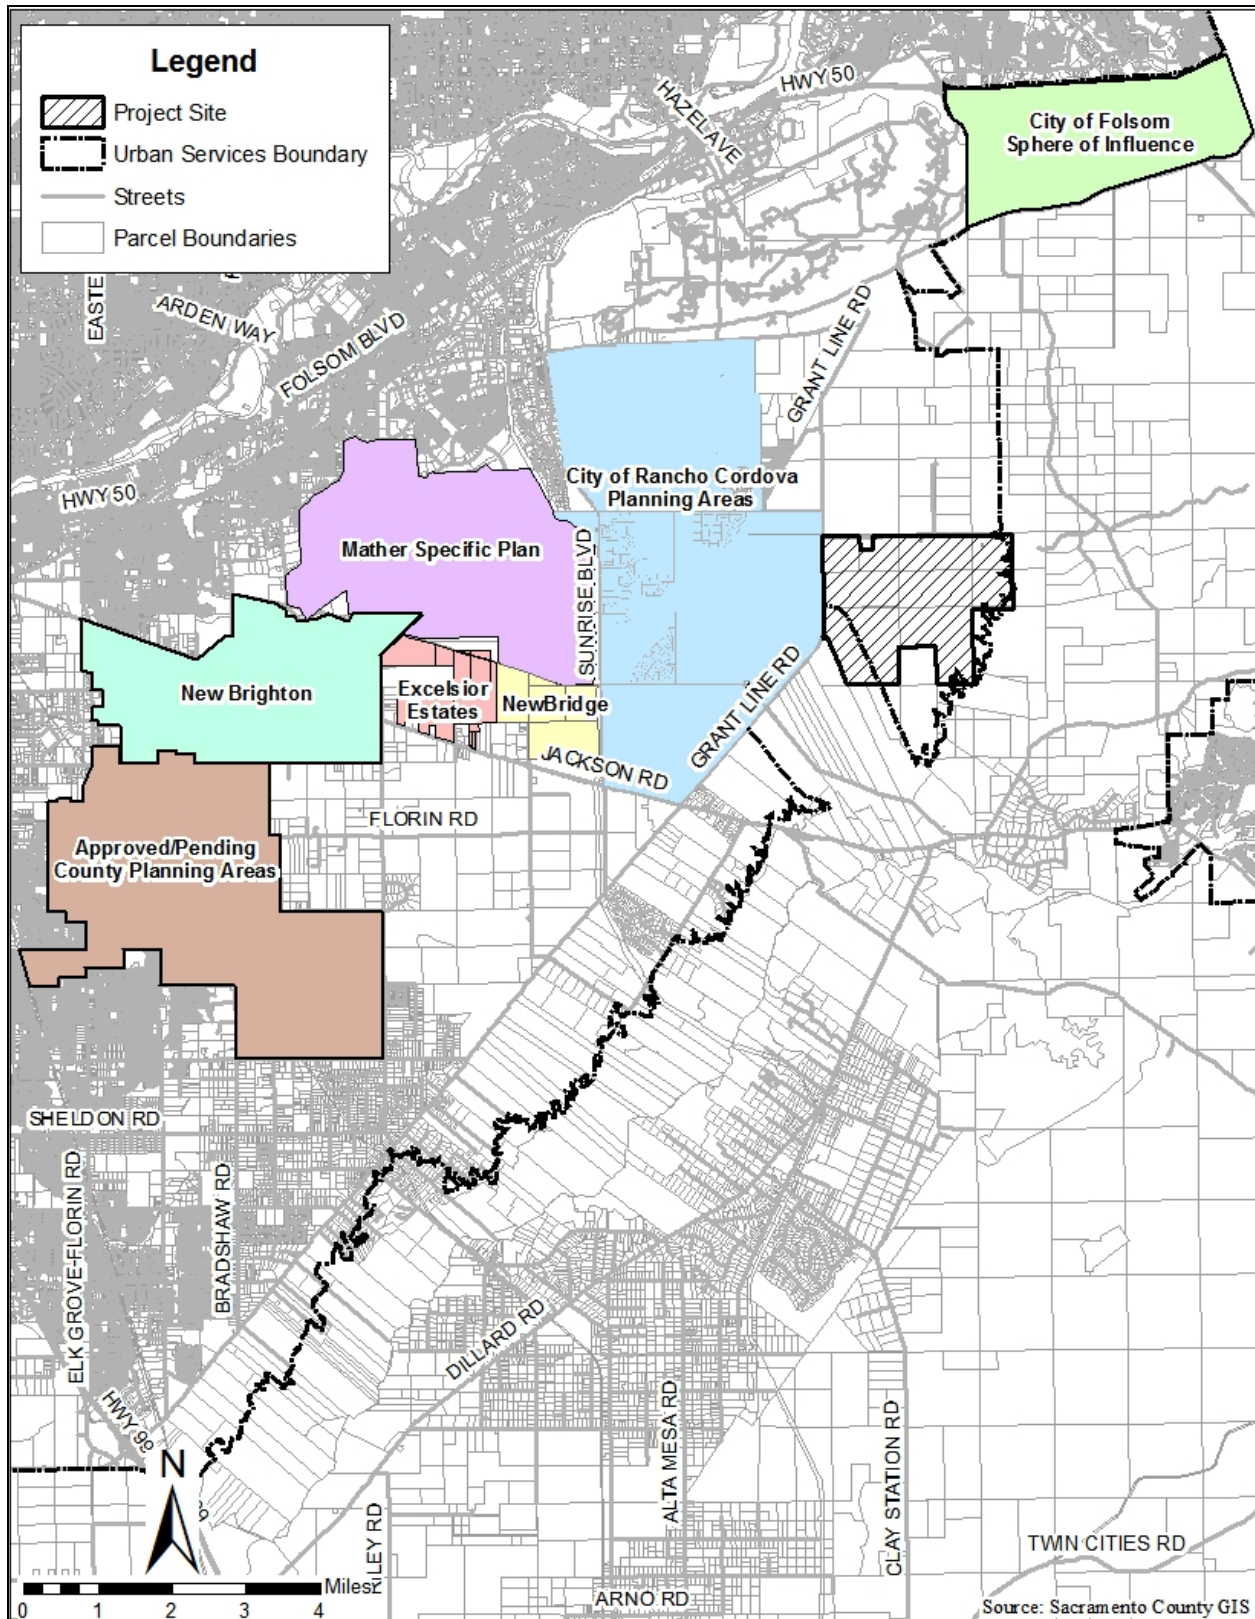 Legend
Project Site
Urban Services Boundary
Streets
Parcel Boundaries
HWY 50
HAZELAVE
City of Folsom
Sphere of Influence
EASTE
ARDEN WAY
FOLSOM BLVD
GRANT LINE RD
HWY 50
City of Rancho Cordova
Planning Areas
Mather Specific Plan
SUNRISE BLVD
New Brighton
Excelsior
Estates
NewBridge
GRANT LINE RD
JACKSON RD
FLORIN RD
Approved/Pending
County Planning Areas
SHELDON RD
ELK GROVE-FLORIN RD
BRADSHAW RD
DILLARD RD
HWY 99
ALTA MESA RD
CLAY STATION RD
N
LEY RD
TWIN CITIES RD
Miles
0 1 2 3 4
ARNO RD
Source: Sacramento County GIS